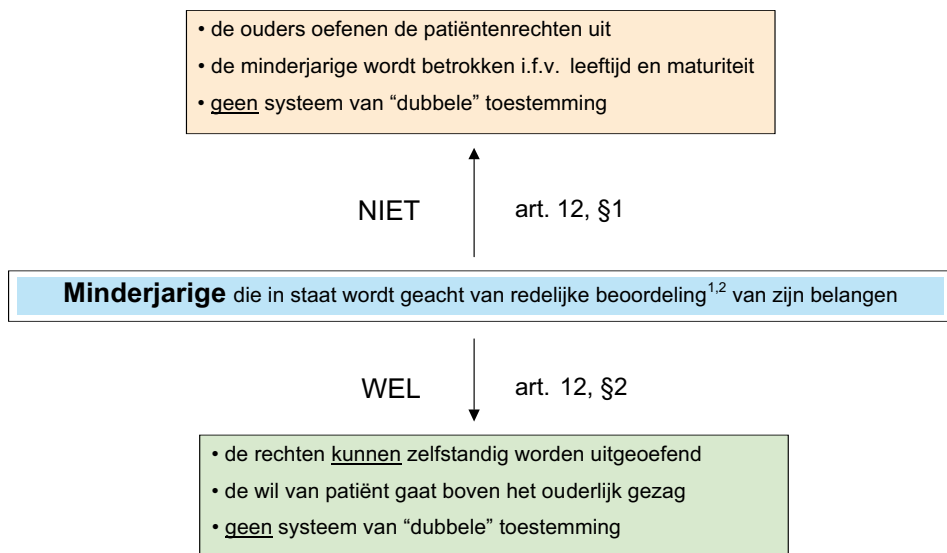 • de ouders oefenen de patiëntenrechten uit
• de minderjarige wordt betrokken i.f.v. leeftijd en maturiteit
• geen systeem van “dubbele” toestemming
NIET art. 12, §1
Minderjarige die in staat wordt geacht van redelijke beoordeling1,2 van zijn belangen
WEL art. 12, §2
• de rechten kunnen zelfstandig worden uitgeoefend
• de wil van patiënt gaat boven het ouderlijk gezag
• geen systeem van “dubbele” toestemming